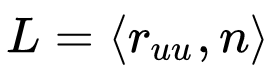 L = ⟨r_{uu}, n⟩